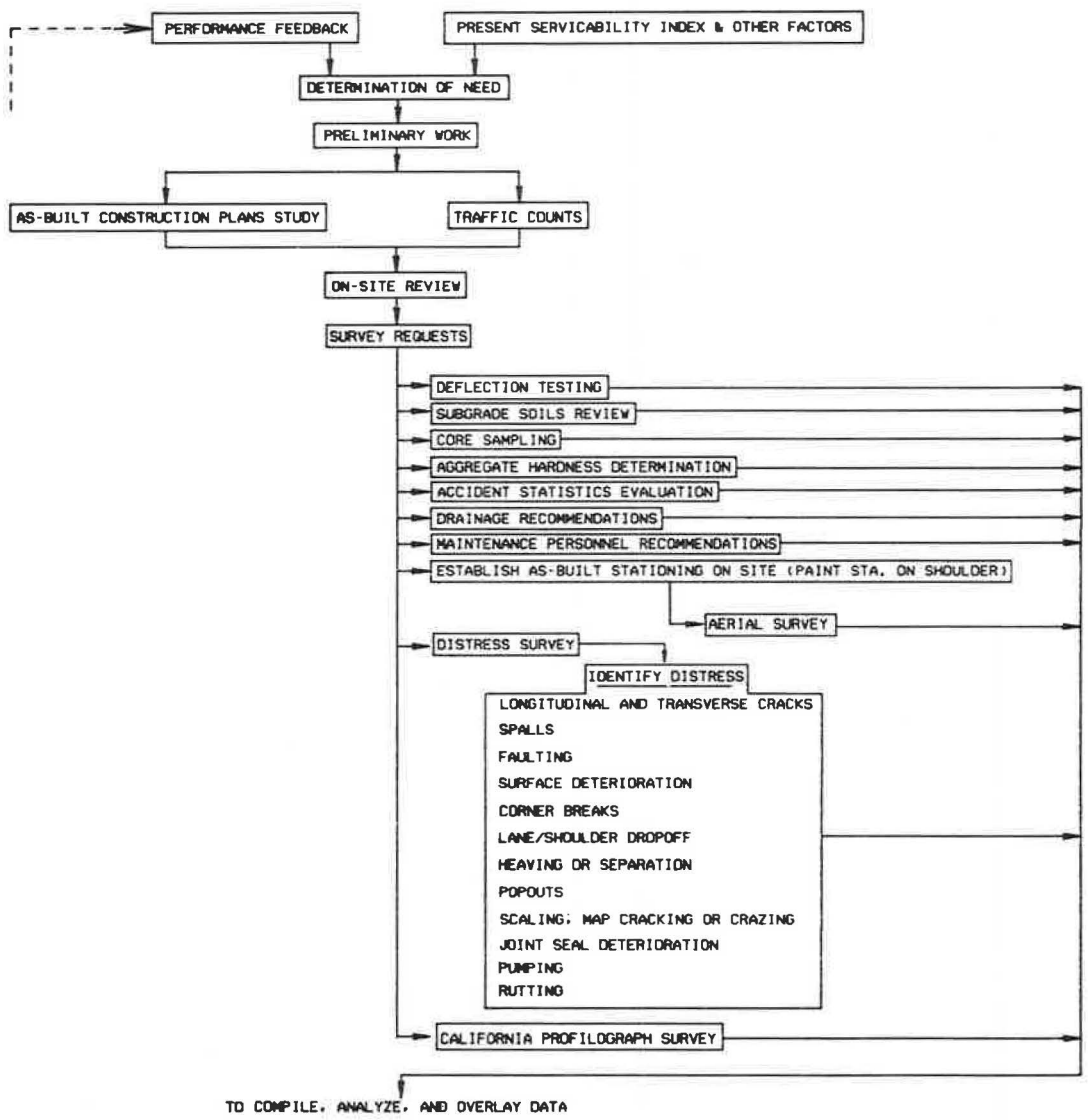 PERFORMANCE FEEDBACK
PRESENT SERVICABILITY INDEX & OTHER FACTORS
DETERMINATION OF NEED
PRELIMINARY WORK
AS-BUILT CONSTRUCTION PLANS STUDY
TRAFFIC COUNTS
ON-SITE REVIEW
SURVEY REQUESTS
DEFLECTION TESTING
SUBGRADE SOILS REVIEW
CORE SAMPLING
AGGREGATE HARDNESS DETERMINATION
ACCIDENT STATISTICS EVALUATION
DRAINAGE RECOMMENDATIONS
MAINTENANCE PERSONNEL RECOMMENDATIONS
ESTABLISH AS-BUILT STATIONING ON SITE (PAINT STA. ON SHOULDER)
AERIAL SURVEY
DISTRESS SURVEY
IDENTIFY DISTRESS
LONGITUDINAL AND TRANSVERSE CRACKS
SPALLS
FAULTING
SURFACE DETERIORATION
CORNER BREAKS
LANE/SHOULDER DROPOFF
HEAVING OR SEPARATION
POPOUTS
SCALING, MAP CRACKING OR CRAZING
JOINT SEAL DETERIORATION
PUMPING
RUTTING
CALIFORNIA PROFILOGRAPH SURVEY
TO COMPILE, ANALYZE, AND OVERLAY DATA